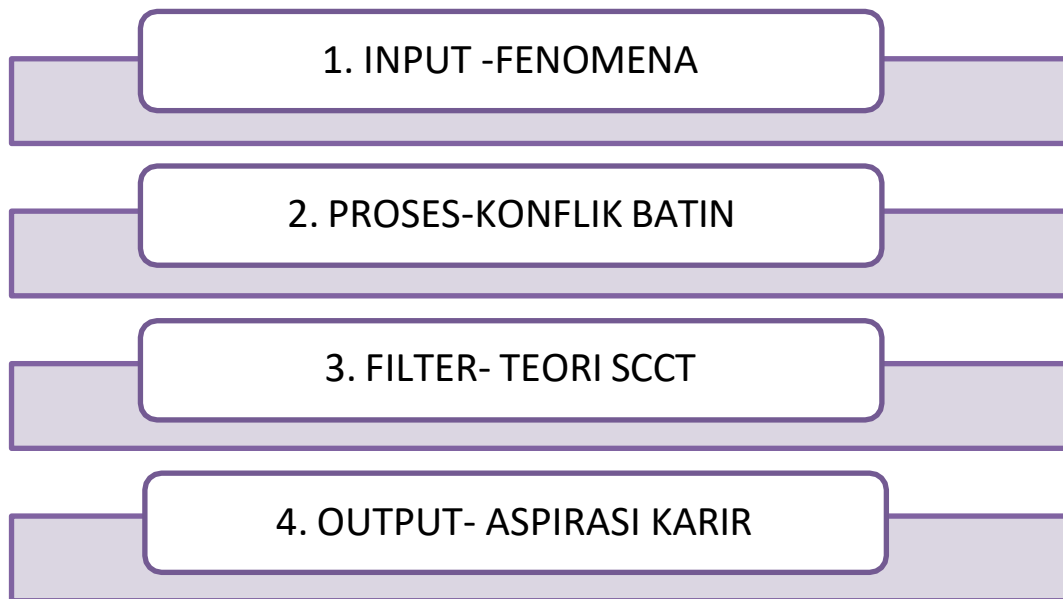 1. INPUT -FENOMENA
2. PROSES-KONFLIK BATIN
3. FILTER- TEORI SCCT
4. OUTPUT- ASPIRASI KARIR